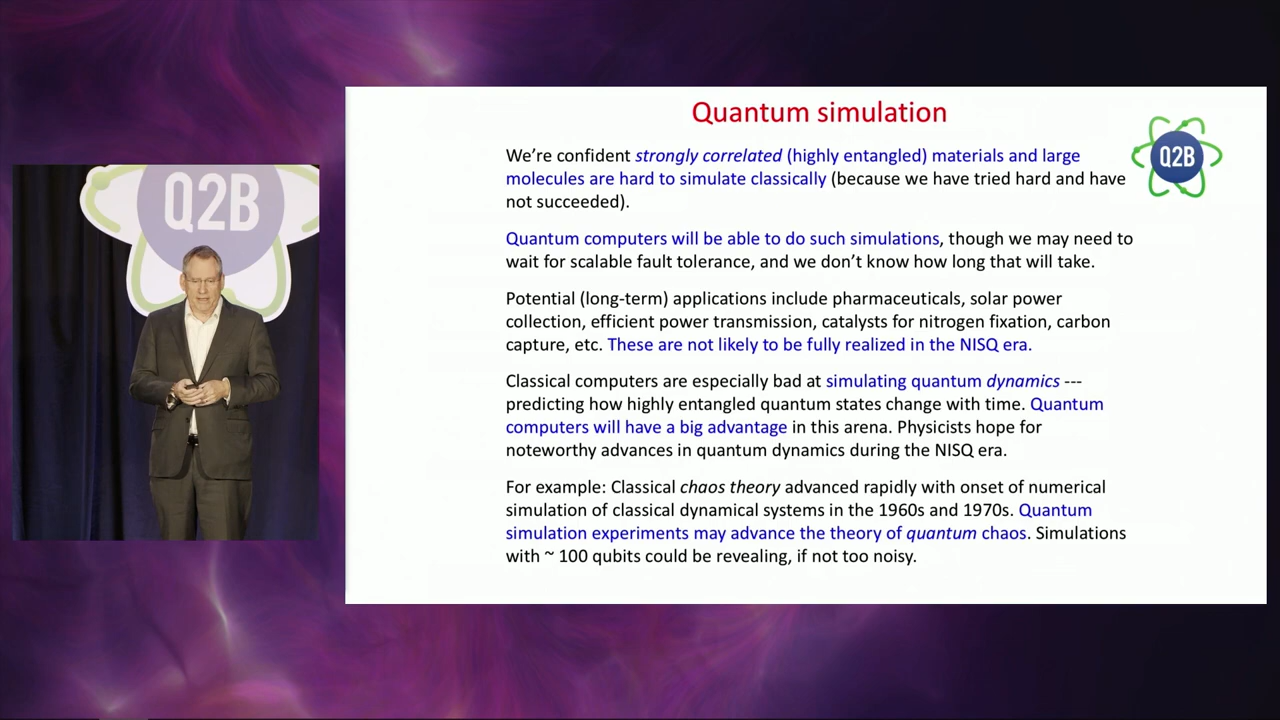 Quantum simulation
Q2B
Q2B
We’re confident strongly correlated (highly entangled) materials and large
molecules are hard to simulate classically (because we have tried hard and have
not succeeded).
Quantum computers will be able to do such simulations, though we may need to
wait for scalable fault tolerance, and we don’t know how long that will take.
Potential (long-term) applications include pharmaceuticals, solar power
collection, efficient power transmission, catalysts for nitrogen fixation, carbon
capture, etc. These are not likely to be fully realized in the NISQ era.
Classical computers are especially bad at simulating quantum dynamics ---
predicting how highly entangled quantum states change with time. Quantum
computers will have a big advantage in this arena. Physicists hope for
noteworthy advances in quantum dynamics during the NISQ era.
For example: Classical chaos theory advanced rapidly with onset of numerical
simulation of classical dynamical systems in the 1960s and 1970s. Quantum
simulation experiments may advance the theory of quantum chaos. Simulations
with ~ 100 qubits could be revealing, if not too noisy.